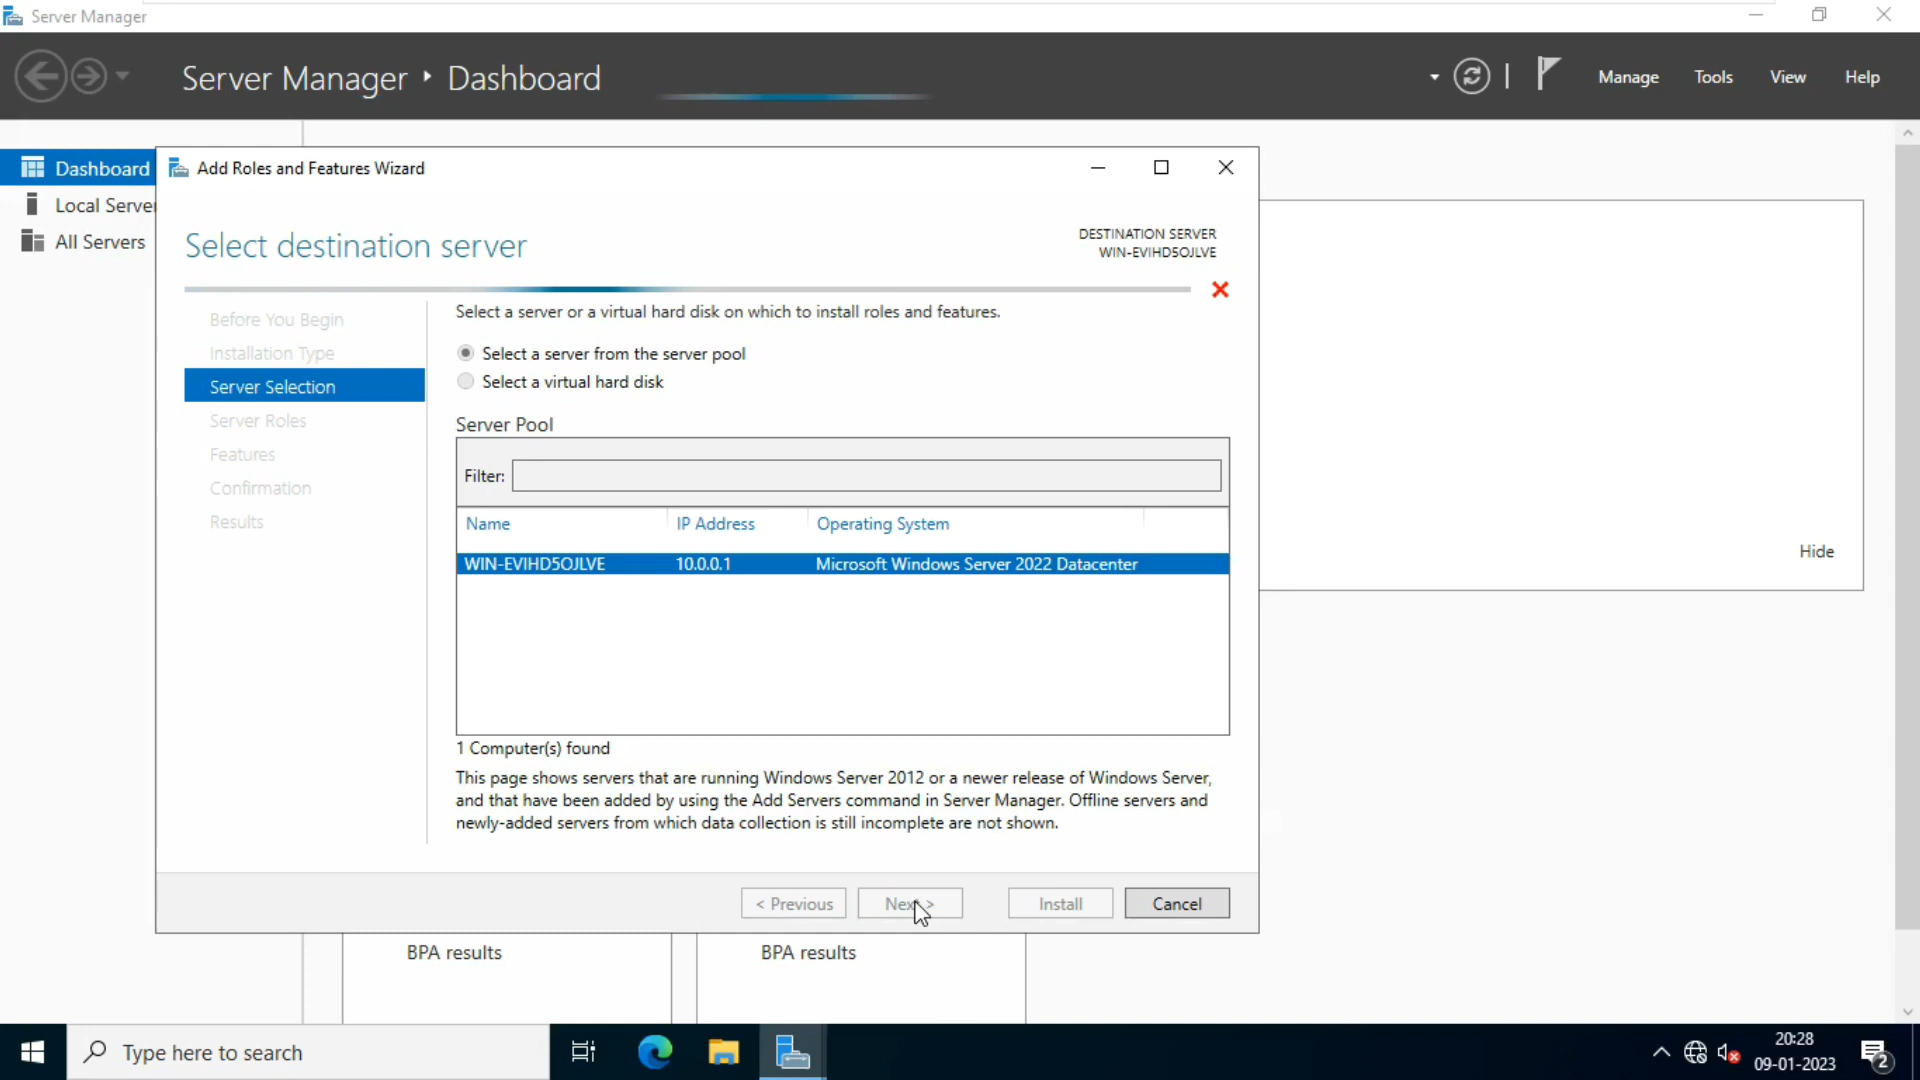 Server Manager
Server Manager ‣ Dashboard
Manage
Tools
View
Help
Dashboard
Local Server
All Servers
Add Roles and Features Wizard
Select destination server
DESTINATION SERVER
WIN-EVIHD5OJLVE
Before You Begin
Installation Type
Server Selection
Server Roles
Features
Confirmation
Results
Select a server or a virtual hard disk on which to install roles and features.
Select a server from the server pool
Select a virtual hard disk
Server Pool
Filter:
Name IP Address Operating System
WIN-EVIHD5OJLVE 10.0.0.1 Microsoft Windows Server 2022 Datacenter
1 Computer(s) found
This page shows servers that are running Windows Server 2012 or a newer release of Windows Server,
and that have been added by using the Add Servers command in Server Manager. Offline servers and
newly-added servers from which data collection is still incomplete are not shown.
< Previous
Next >
Install
Cancel
Hide
BPA results
BPA results
Type here to search
20:28
09-01-2023
2